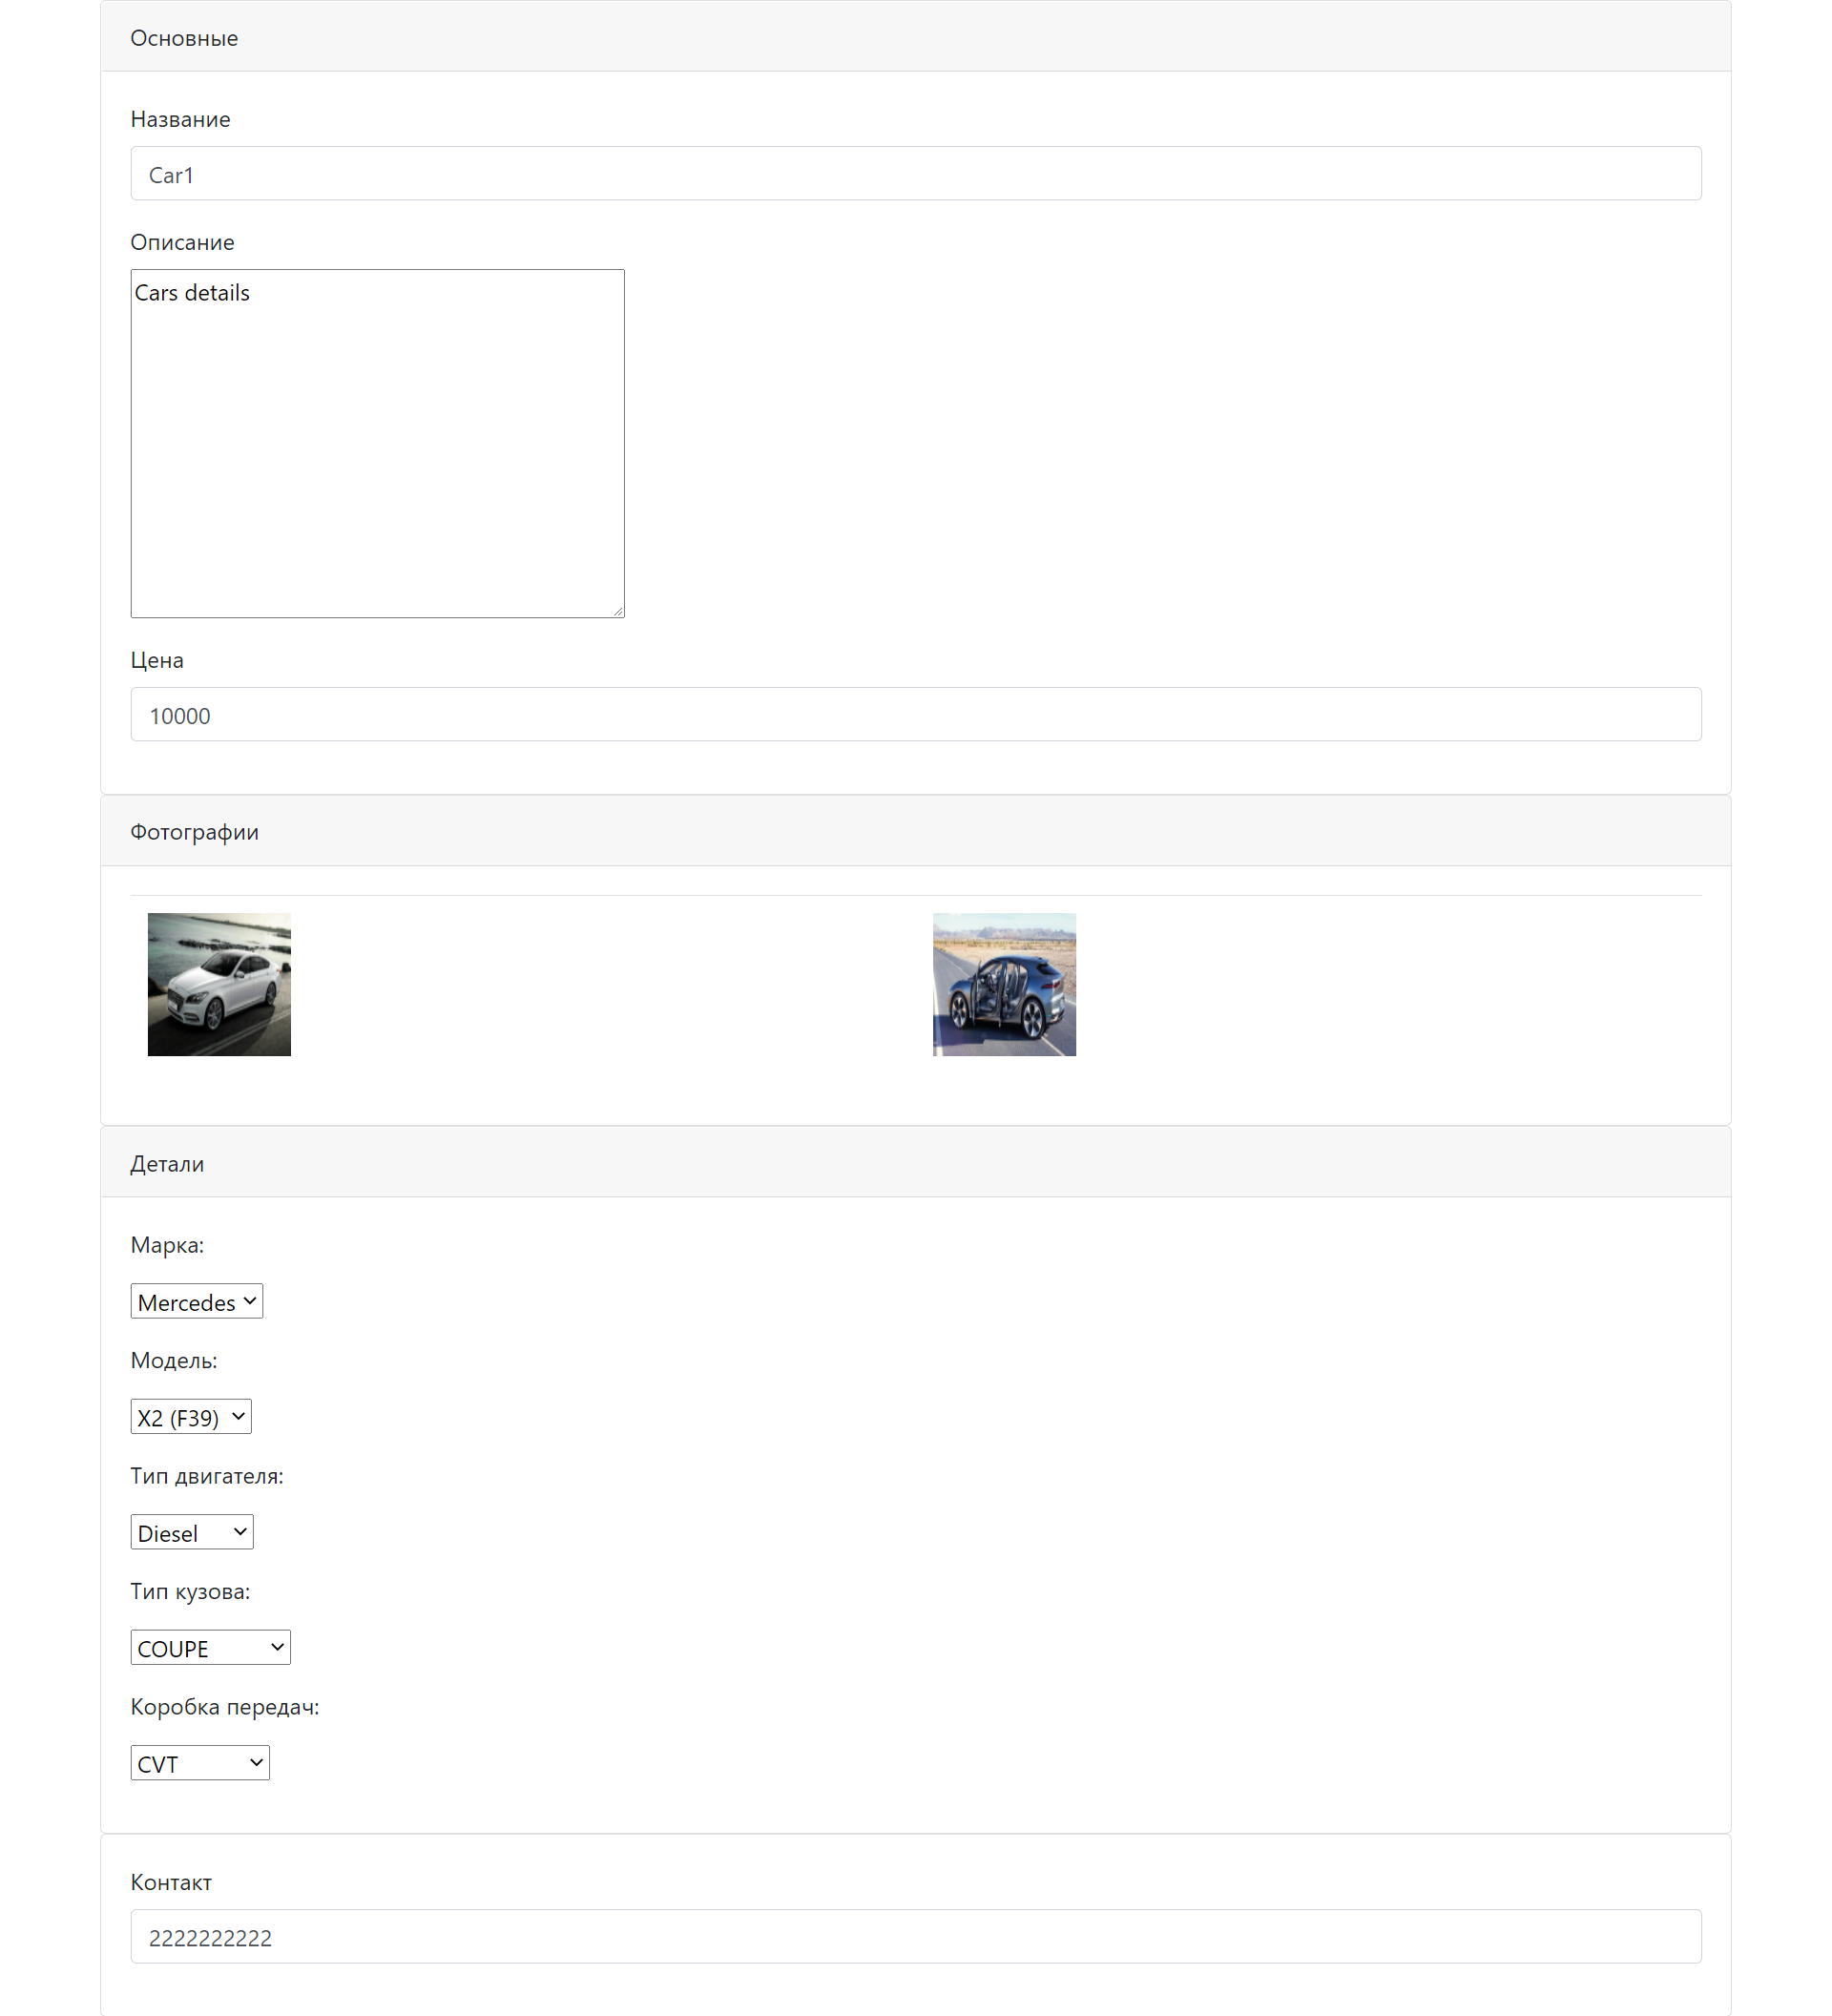 Основные
Название
Car1
Описание
Cars details
Цена
10000
Фотографии
Детали
Марка:
Mercedes
Модель:
X2 (F39)
Тип двигателя:
Diesel
Тип кузова:
COUPE
Коробка передач:
CVT
Контакт
2222222222